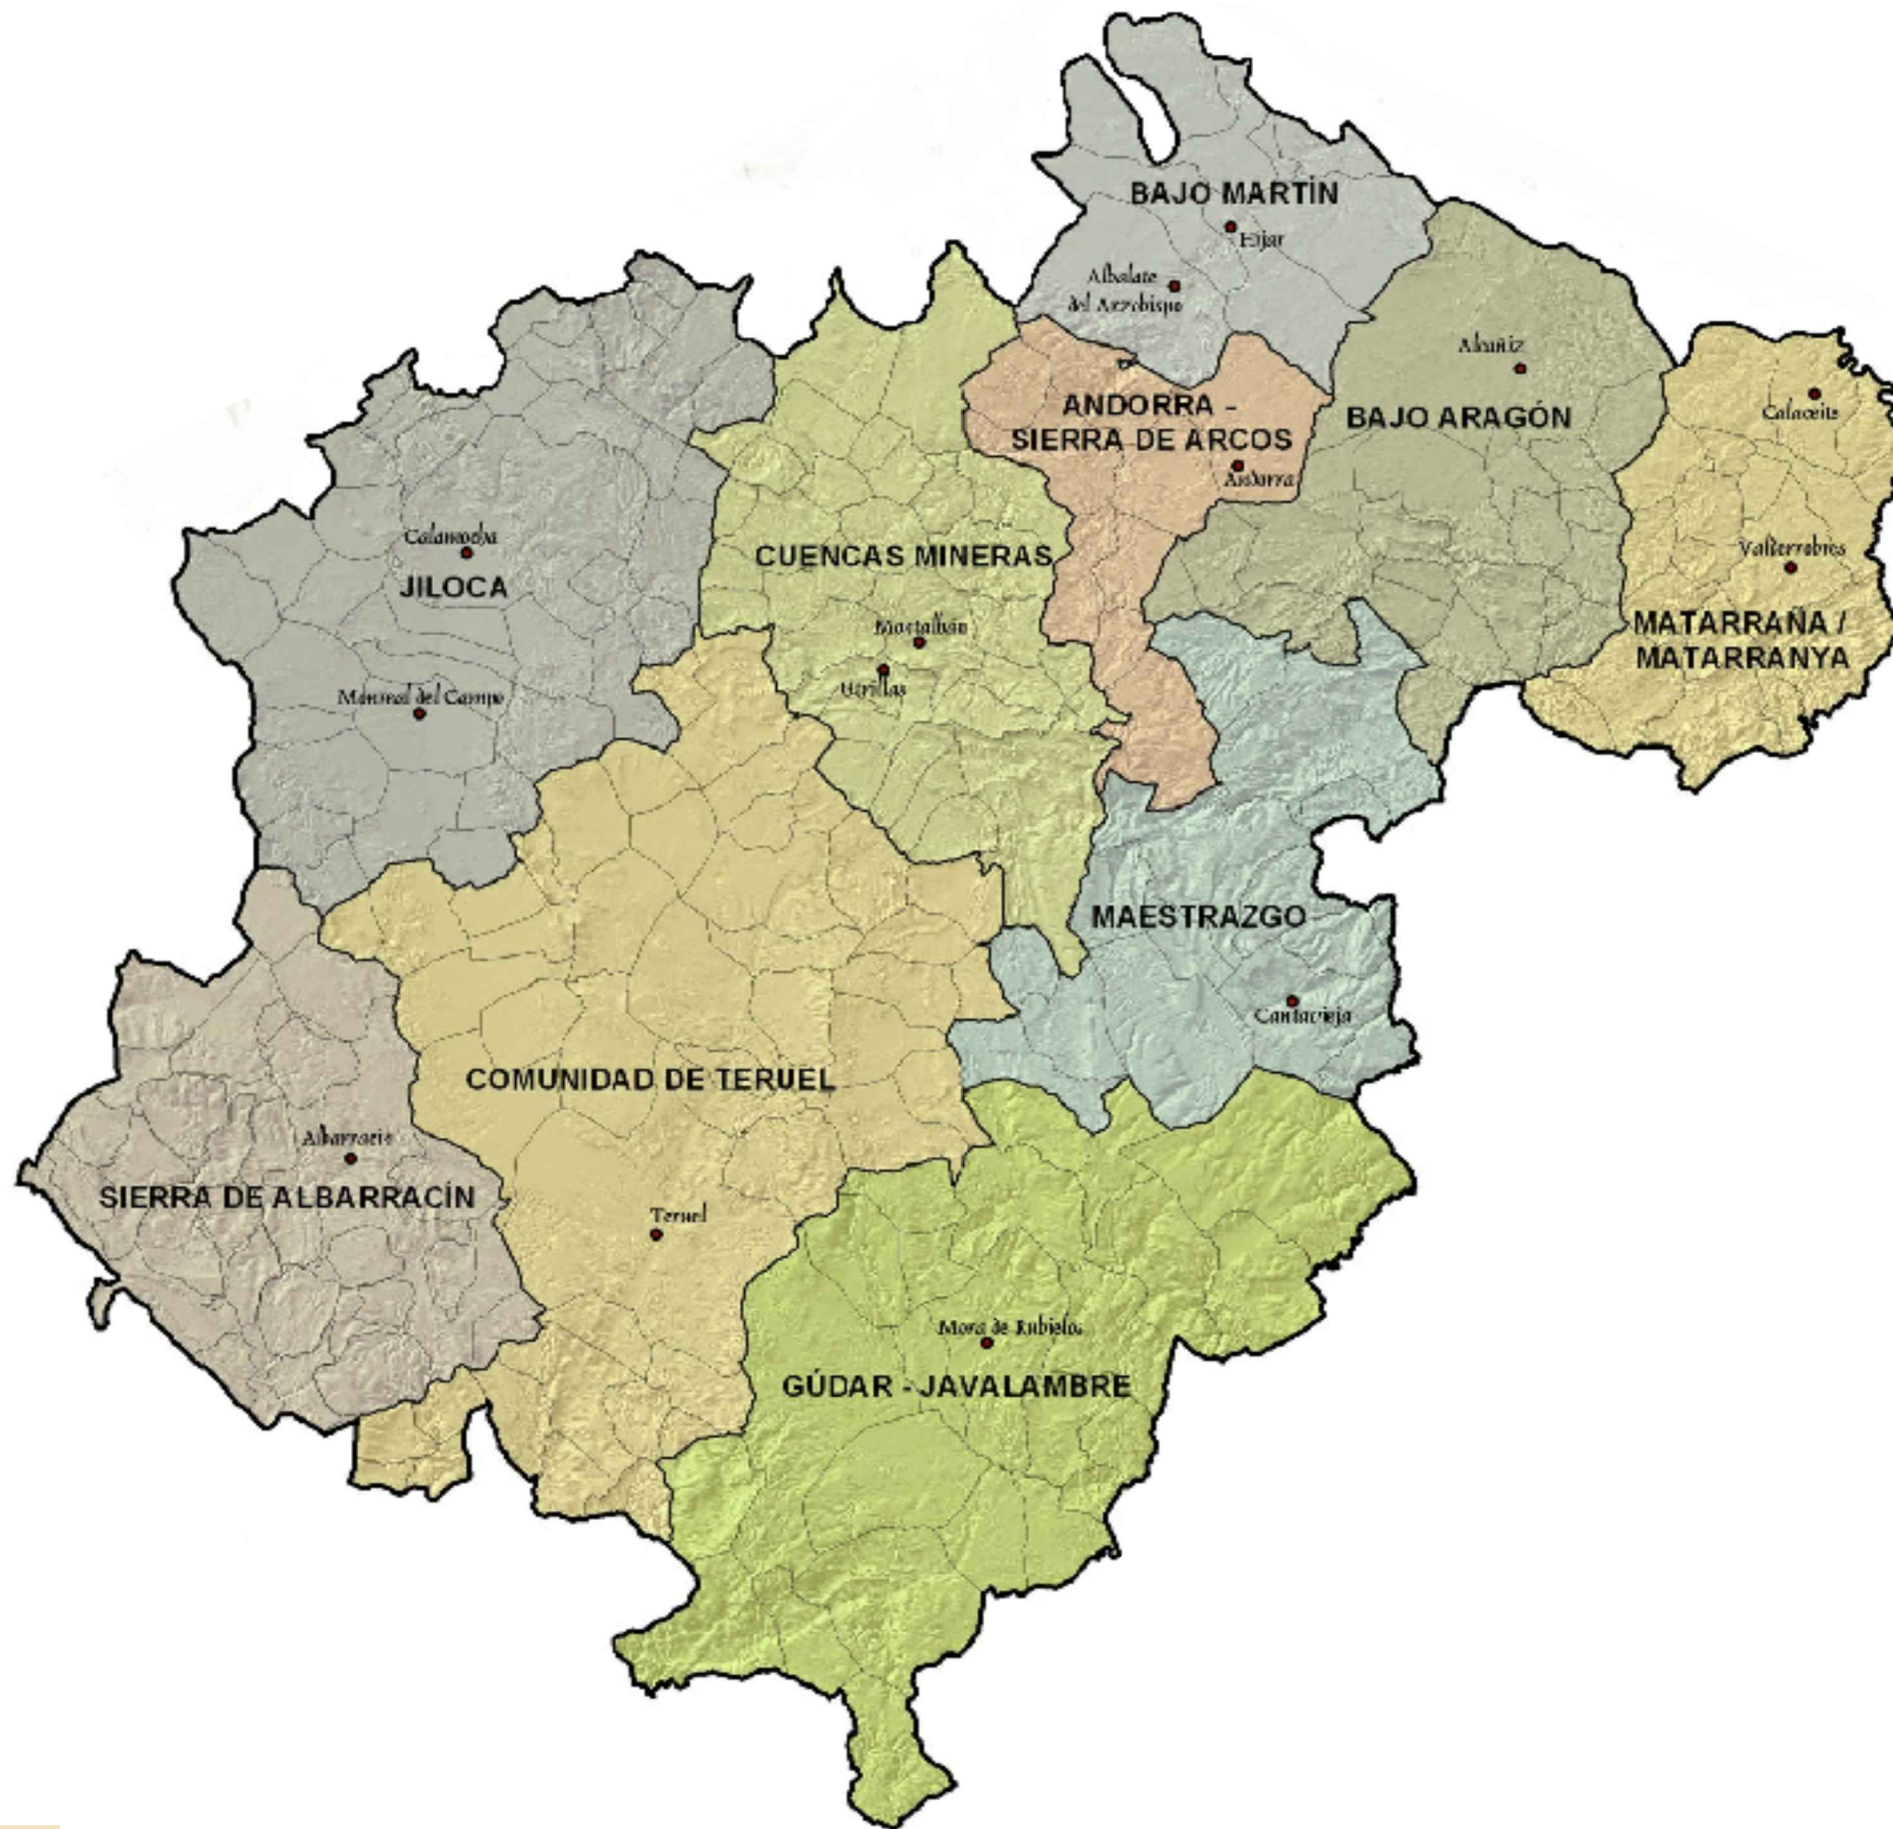 BAJO MARTÍN
Hijar
Albalate
del Arzobispo
Alcañiz
Calaceite
ANDORRA -
SIERRA DE ARCOS
BAJO ARAGÓN
Andorra
Calamocha
JILOCA
CUENCAS MINERAS
Valderrobres
Montalbán
Utrillas
MATARRAÑA /
MATARRANYA
Monreal del Campo
MAESTRAZGO
Cantavieja
COMUNIDAD DE TERUEL
Albarracín
SIERRA DE ALBARRACÍN
Teruel
Mora de Rubielos
GÚDAR - JAVALAMBRE